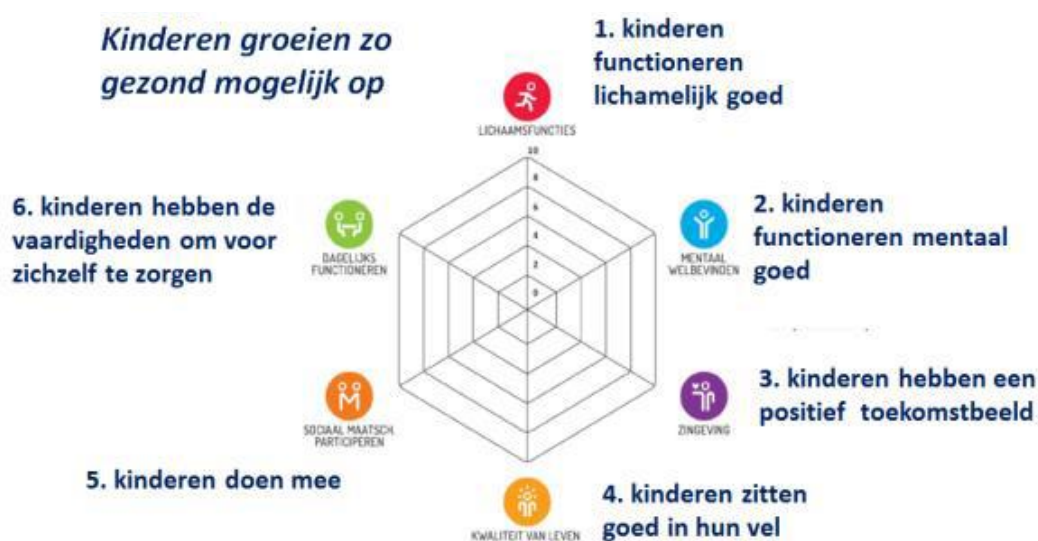 Kinderen groeien zo
gezond mogelijk op
1. kinderen
functioneren
lichamelijk goed
LICHAAMSFUNCTIES
10
8
6
4
2
0
6. kinderen hebben de
vaardigheden om voor
zichzelf te zorgen
DAGELIJKS
FUNCTIONEREN
MENTAAL
WELBEVINDEN
2. kinderen
functioneren mentaal
goed
SOCIAAL MAATSCH.
PARTICIPEREN
ZINGEVING
3. kinderen hebben een
positief toekomstbeeld
5. kinderen doen mee
KWALITEIT VAN LEVEN
4. kinderen zitten
goed in hun vel